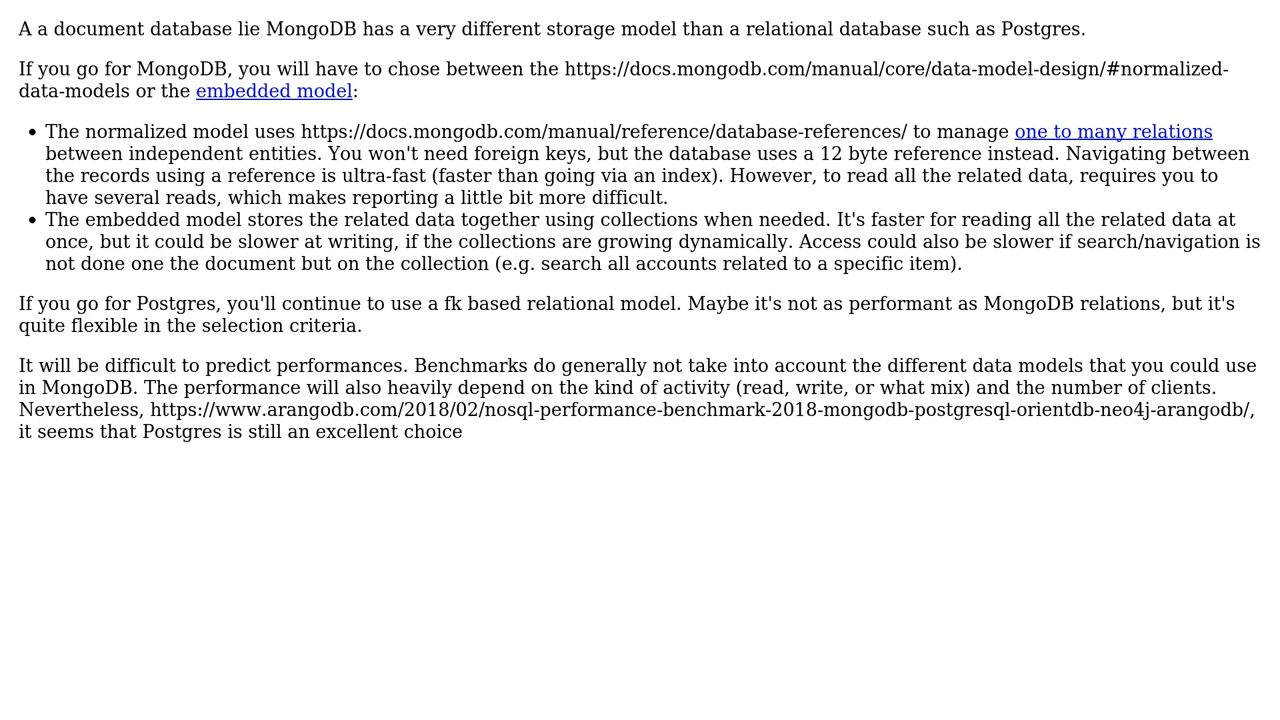 A a document database lie MongoDB has a very different storage model than a relational database such as Postgres.
If you go for MongoDB, you will have to chose between the https://docs.mongodb.com/manual/core/data-model-design/#normalized-
data-models or the embedded model:
• The normalized model uses https://docs.mongodb.com/manual/reference/database-references/ to manage one to many relations
between independent entities. You won't need foreign keys, but the database uses a 12 byte reference instead. Navigating between
the records using a reference is ultra-fast (faster than going via an index). However, to read all the related data, requires you to
have several reads, which makes reporting a little bit more difficult.
• The embedded model stores the related data together using collections when needed. It's faster for reading all the related data at
once, but it could be slower at writing, if the collections are growing dynamically. Access could also be slower if search/navigation is
not done one the document but on the collection (e.g. search all accounts related to a specific item).
If you go for Postgres, you'll continue to use a fk based relational model. Maybe it's not as performant as MongoDB relations, but it's
quite flexible in the selection criteria.
It will be difficult to predict performances. Benchmarks do generally not take into account the different data models that you could use
in MongoDB. The performance will also heavily depend on the kind of activity (read, write, or what mix) and the number of clients.
Nevertheless, https://www.arangodb.com/2018/02/nosql-performance-benchmark-2018-mongodb-postgresql-orientdb-neo4j-arangodb/,
it seems that Postgres is still an excellent choice